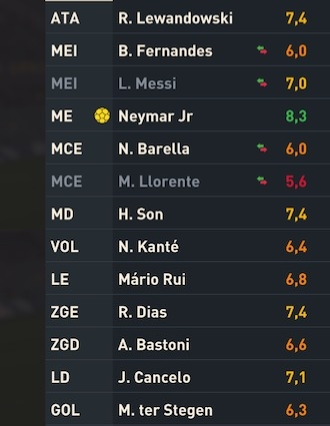 ATA R. Lewandowski 7,4
MEI B. Fernandes 6,0
MEI L. Messi 7,0
ME Neymar Jr 8,3
MCE N. Barella 6,0
MCE M. Llorente 5,6
MD H. Son 7,4
VOL N. Kanté 6,4
LE Mário Rui 6,8
ZGE R. Dias 7,4
ZGD A. Bastoni 6,6
LD J. Cancelo 7,1
GOL M. ter Stegen 6,3